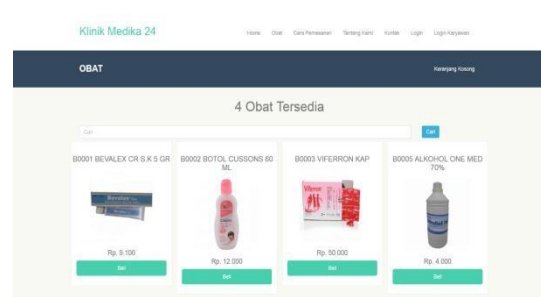 Klinik Medika 24
Home Obat Cara Pemesanan Tentang Kami Kontak Login Login Karyawan
OBAT
Keranjang Kosong
4 Obat Tersedia
Cari
Cari
B0001 BEVALEX CR S.K 5 GR
B0002 BOTOL CUSSONS 60 ML
B0003 VIFERRON KAP
B0005 ALKOHOL ONE MED 70%
Rp. 9.100
Beli
Rp. 12.000
Beli
Rp. 50.000
Beli
Rp. 4.000
Beli